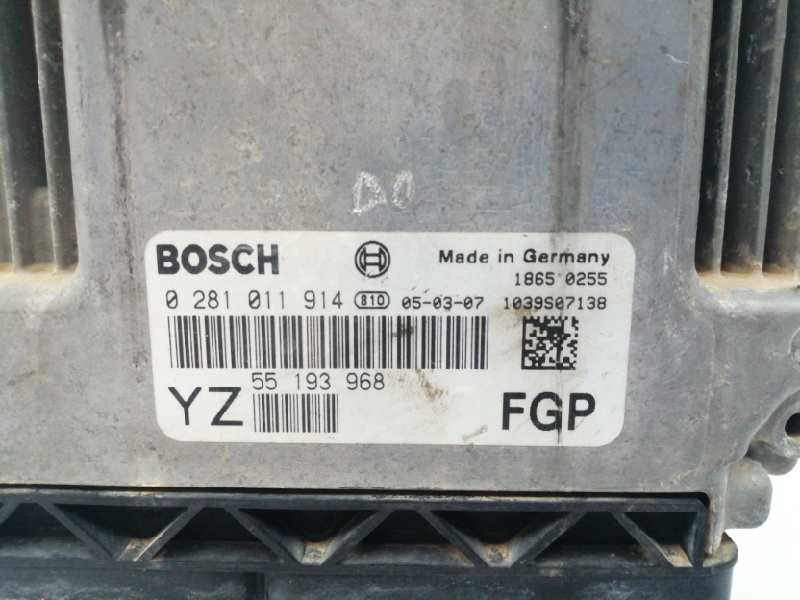 DO
BOSCH Made in Germany
1865 0255
0 281 011 914 810 05-03-07 1039S07138
55 193 968
YZ FGP